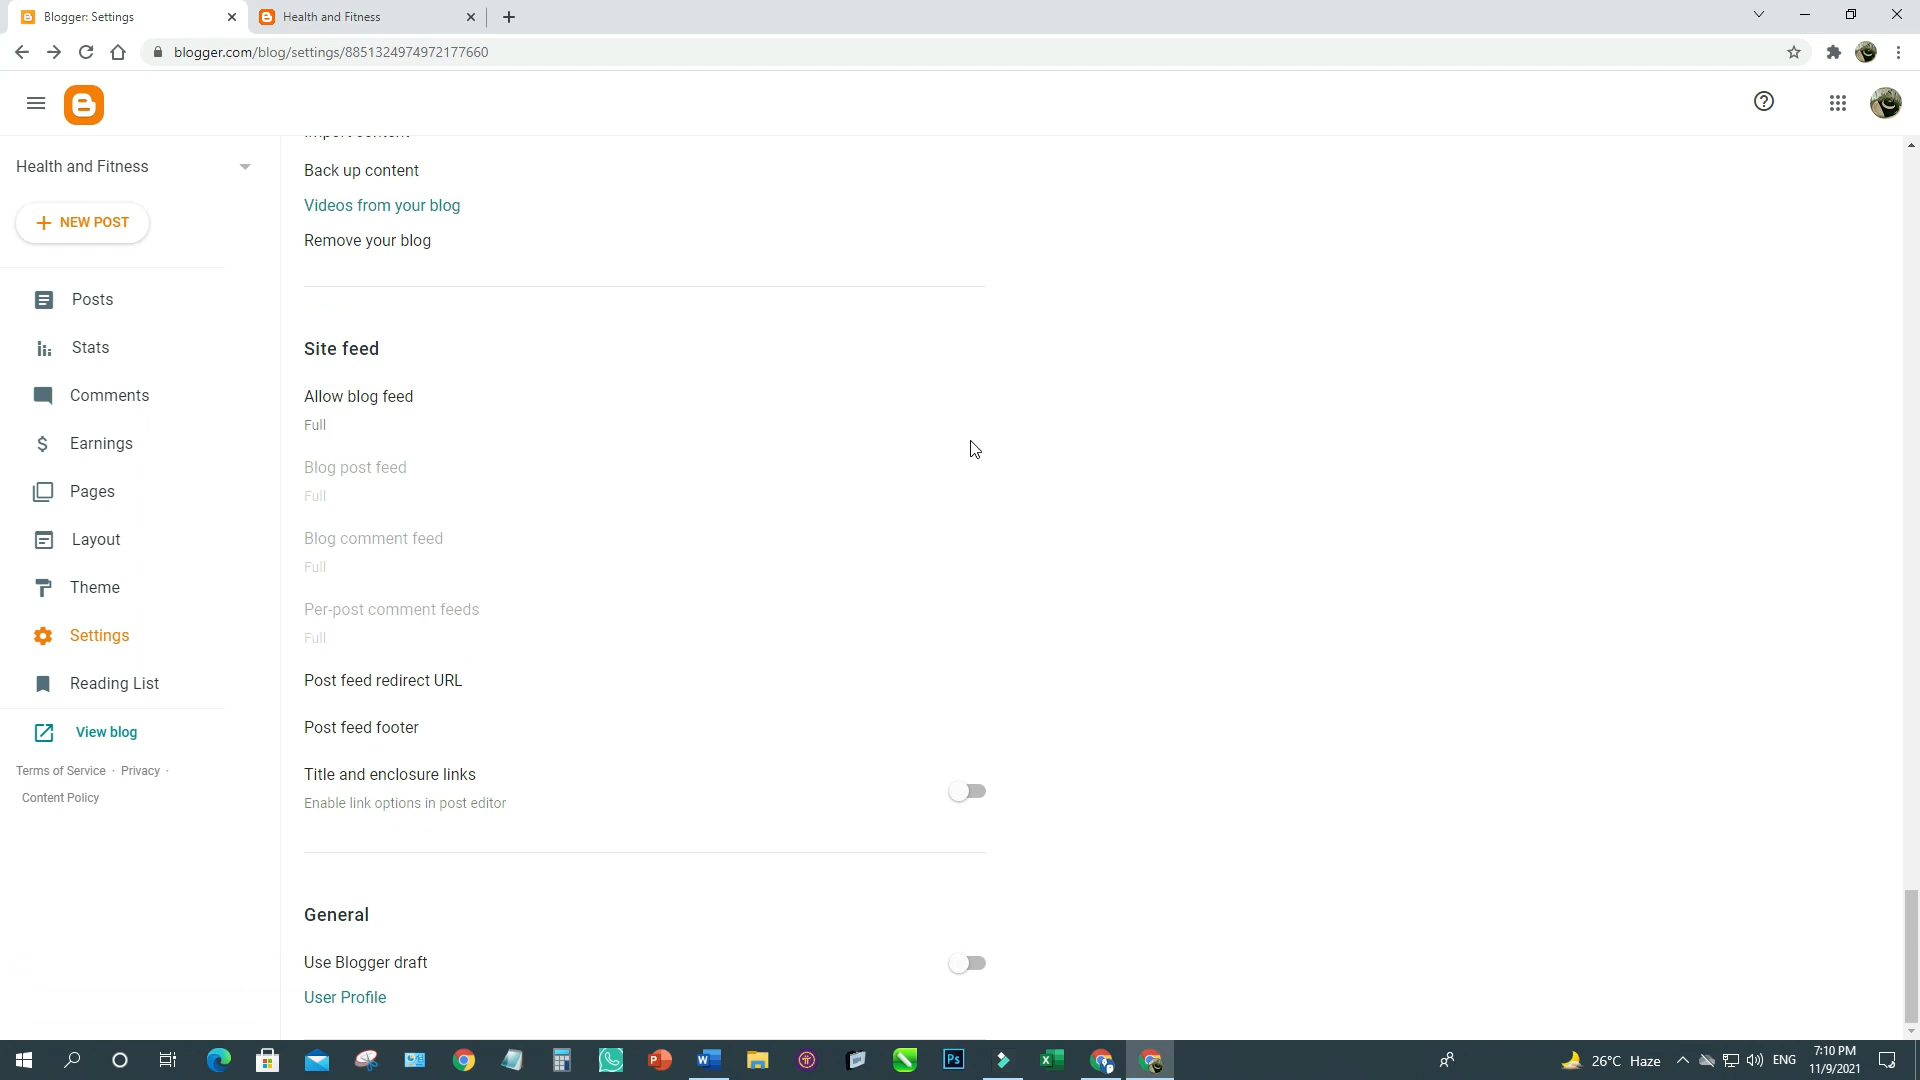 Blogger: Settings
Health and Fitness
blogger.com/blog/settings/8851324974972177660
Health and Fitness
NEW POST
Posts
Stats
Comments
Earnings
Pages
Layout
Theme
Settings
Reading List
View blog
Terms of Service · Privacy ·
Content Policy
Import content
Back up content
Videos from your blog
Remove your blog
Site feed
Allow blog feed
Full
Blog post feed
Full
Blog comment feed
Full
Per-post comment feeds
Full
Post feed redirect URL
Post feed footer
Title and enclosure links
Enable link options in post editor
General
Use Blogger draft
User Profile
26°C Haze
ENG
7:10 PM
11/9/2021